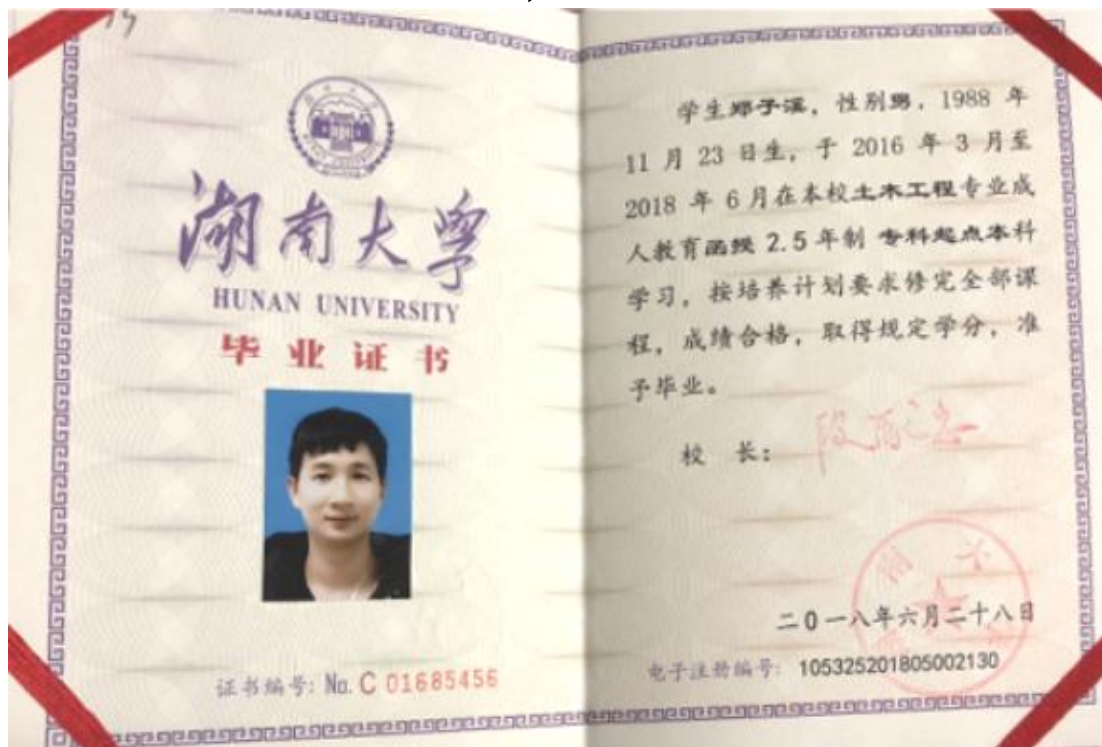 湖南大学
HUNAN UNIVERSITY
毕业证书
证书编号: No. C 01685456
学生郑子溪，性别男，1988 年
11 月 23 日生，于 2016 年 3 月至
2018 年 6 月在本校土木工程专业成
人教育函授 2.5 年制 专科起点本科
学习，按培养计划要求修完全部课
程，成绩合格，取得规定学分，准
予毕业。
校 长：
二0一八年六月二十八日
电子注册编号: 105325201805002130